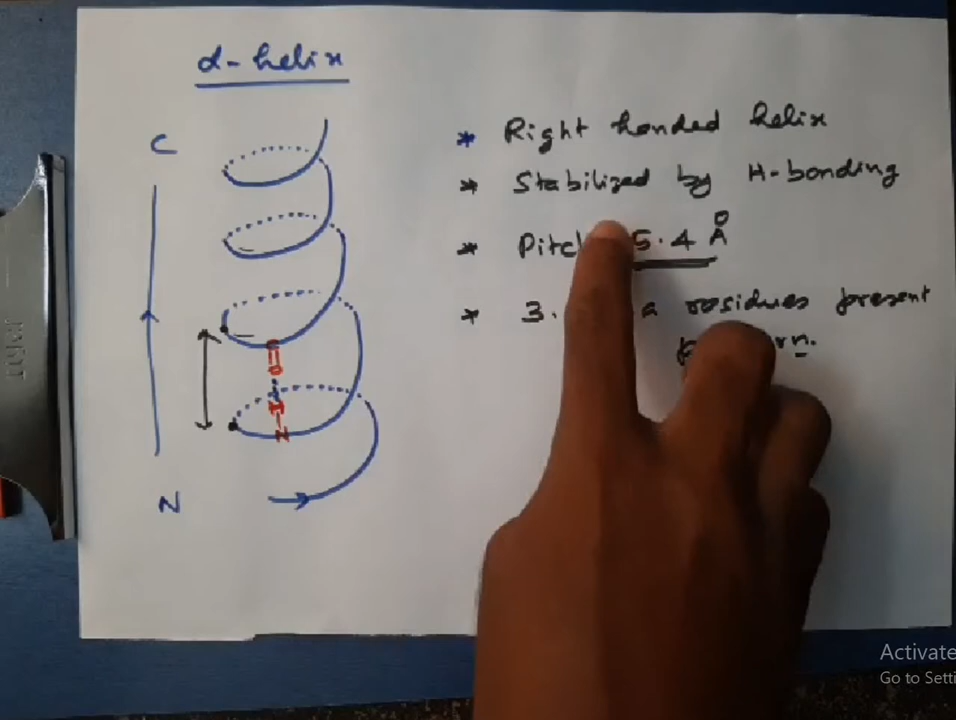 α-helix
C
N
O
H
N
* Right handed helix
* Stabilized by H-bonding
* Pitch 5.4 Å
* 3. a residues present
Activate
Go to Setti